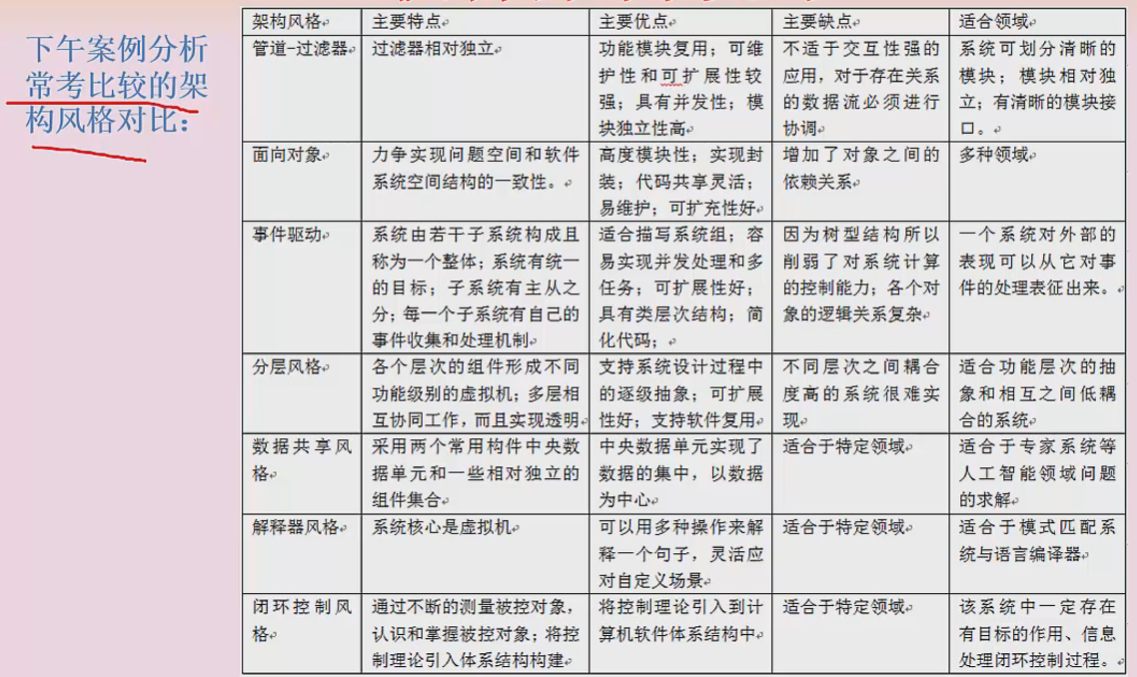 下午案例分析
常考比较的架
构风格对比：
架构风格 主要特点 主要优点 主要缺点 适合领域
管道-过滤器 过滤器相对独立 功能模块复用；可维 不适于交互性强的 系统可划分清晰的
护性和可扩展性较 应用，对于存在关系 模块；模块相对独
强；具有并发性；模 的数据流必须进行 立；有清晰的模块接
块独立性高 协调 口。
面向对象 力争实现问题空间和软件 高度模块性；实现封 增加了对象之间的 多种领域
系统空间结构的一致性。 装；代码共享灵活； 依赖关系
易维护；可扩充性好
事件驱动 系统由若干子系统构成且 适合描写系统组；容 因为树型结构所以 一个系统对外部的
称为一个整体；系统有统一 易实现并发处理和多 削弱了对系统计算 表现可以从它对事
的目标；子系统有主从之 任务；可扩展性好； 的控制能力；各个对 件的处理表征出来。
分；每一个子系统有自己的 具有类层次结构；简 象的逻辑关系复杂
事件收集和处理机制 化代码；
分层风格 各个层次的组件形成不同 支持系统设计过程中 不同层次之间耦合 适合功能层次的抽
功能级别的虚拟机；多层相 的逐级抽象；可扩展 度高的系统很难实 象和相互之间低耦
互协同工作，而且实现透明 性好；支持软件复用 现 合的系统
数据共享风 采用两个常用构件中央数 中央数据单元实现了 适合于特定领域 适合于专家系统等
格 据单元和一些相对独立的 数据的集中，以数据 人工智能领域问题
组件集合 为中心 的求解
解释器风格 系统核心是虚拟机 可以用多种操作来解 适合于特定领域 适合于模式匹配系
释一个句子，灵活应 统与语言编译器
对自定义场景
闭环控制风 通过不断的测量被控对象， 将控制理论引入到计 适合于特定领域 该系统中一定存在
格 认识和掌握被控对象；将控 算机软件体系结构中 有目标的作用、信息
制理论引入体系结构构建 处理闭环控制过程。